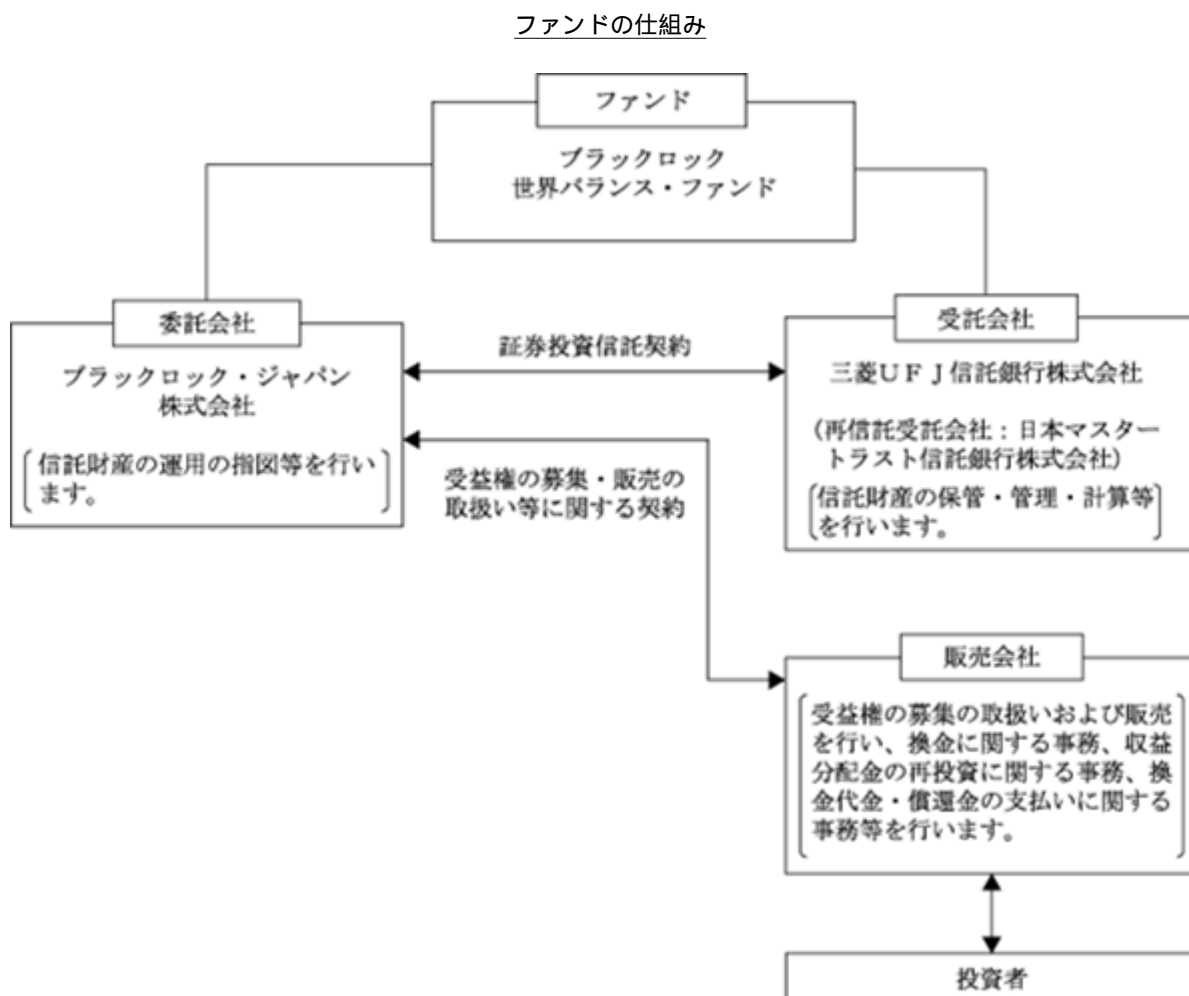 ファンドの仕組み
ファンド
ブラックロック
世界バランス・ファンド
委託会社
ブラックロック・ジャパン
株式会社
信託財産の運用の指図等を行い
ます。
証券投資信託契約
受益権の募集・販売の
取扱い等に関する契約
受託会社
三菱UFJ信託銀行株式会社
(再信託受託会社:日本マスター
トラスト信託銀行株式会社)
信託財産の保管・管理・計算等
を行います。
販売会社
受益権の募集の取扱いおよび販売
を行い、換金に関する事務、収益
分配金の再投資に関する事務、換
金代金・償還金の支払いに関する
事務等を行います。
投資者